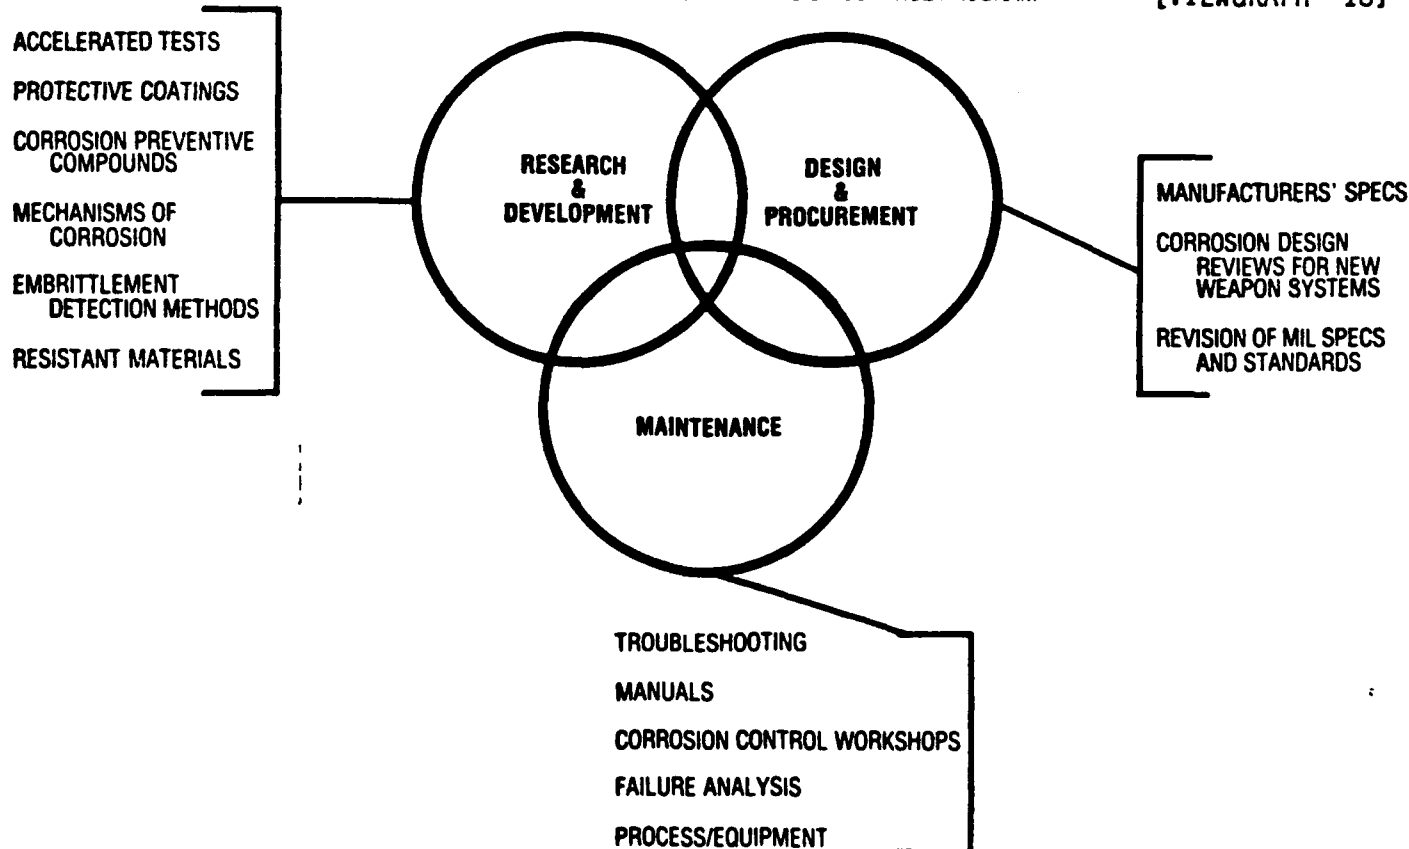 [VIEWGRAPH
ACCELERATED TESTS
PROTECTIVE COATINGS
CORROSION PREVENTIVE
COMPOUNDS
MECHANISMS OF
CORROSION
EMBRITTLEMENT
DETECTION METHODS
RESISTANT MATERIALS
RESEARCH
&
DEVELOPMENT
DESIGN
&
PROCUREMENT
MAINTENANCE
MANUFACTURERS' SPECS
CORROSION DESIGN
REVIEWS FOR NEW
WEAPON SYSTEMS
REVISION OF MIL SPECS
AND STANDARDS
TROUBLESHOOTING
MANUALS
CORROSION CONTROL WORKSHOPS
FAILURE ANALYSIS
PROCESS/EQUIPMENT